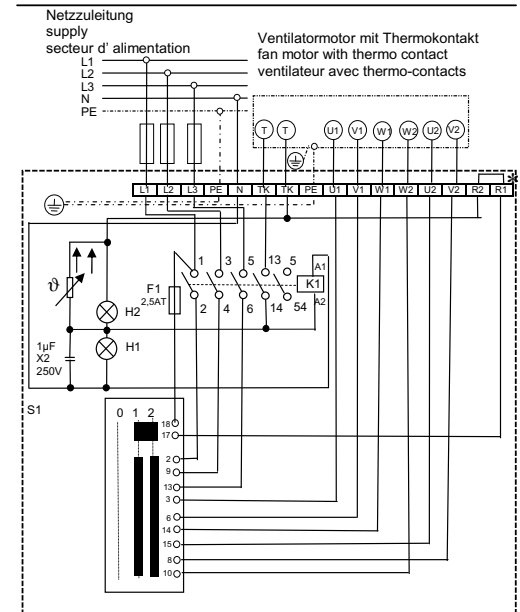 Netzzuleitung
supply
secteur d' alimentation
Ventilatormotor mit Thermokontakt
fan motor with thermo contact
ventilateur avec thermo-contacts
L1
L2
L3
N
PE
T T U1 V1 W1 W2 U2 V2
L1 L2 L3 PE N TK TK PE U1 V1 W1 W2 U2 V2 R2 R1 *
ϑ
1 3 5 13 5
A1
K1
A2
F1
2,5AT
2 4 6 14 54
H2
H1
1µF
X2
250V
S1
0 1 2
18
17
2
9
13
3
6
14
15
8
10